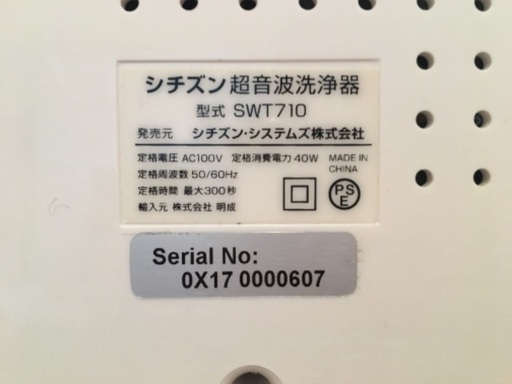 シチズン 超音波洗浄器
型式 SWT710
発売元 シチズン・システムズ株式会社
定格電圧 AC100V 定格消費電力 40W MADE IN
CHINA
定格周波数 50/60Hz
定格時間 最大300秒
輸入元 株式会社 明成
PS
E
Serial No:
0X17 0000607